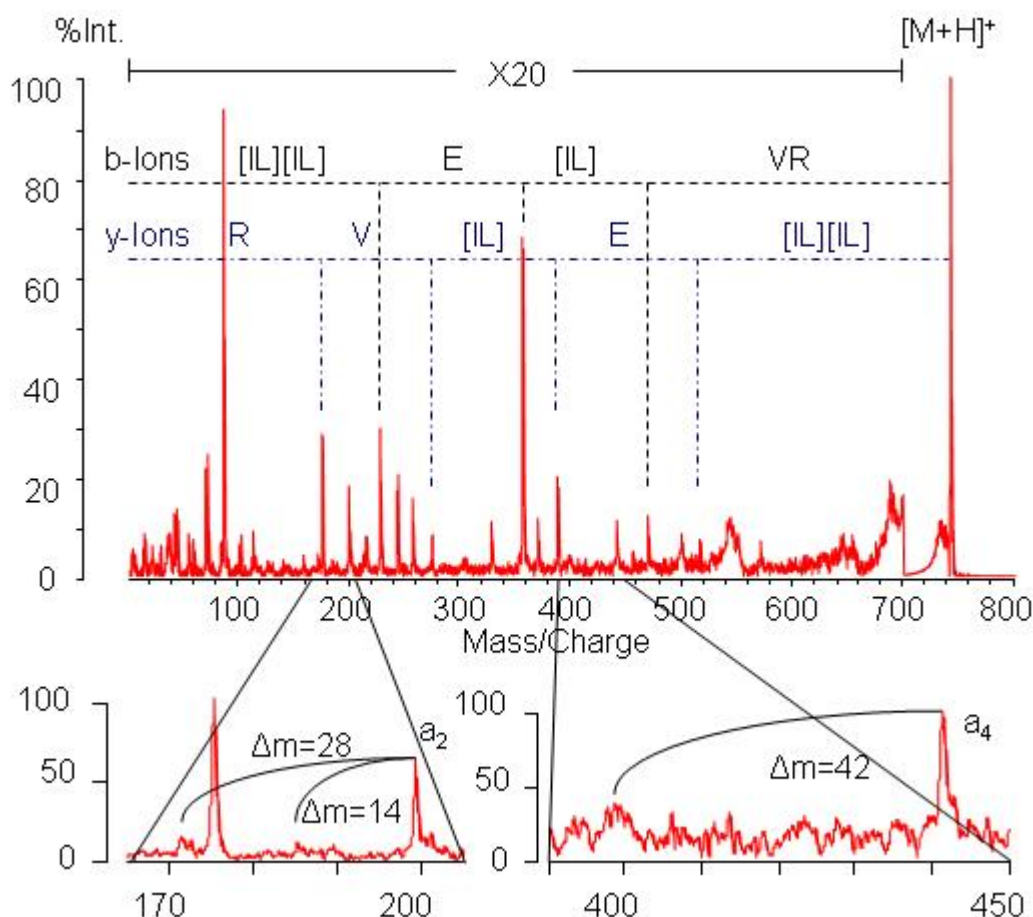 %Int. [M+H]⁺
X20
100
b-Ions [IL][IL] E [IL] VR
80
y-Ions R V [IL] E [IL][IL]
60
40
20
0
100 200 300 400 500 600 700 800
Mass/Charge
100 100
a₂ a₄
Δm=28
Δm=42
50 50
Δm=14
0 0
170 200 400 450